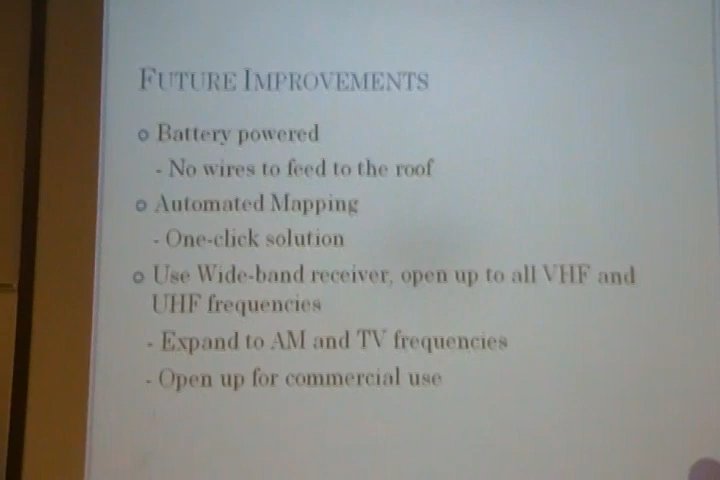 FUTURE IMPROVEMENTS
Battery powered
- No wires to feed to the roof
Automated Mapping
- One-click solution
Use Wide-band receiver, open up to all VHF and
UHF frequencies
- Expand to AM and TV frequencies
- Open up for commercial use